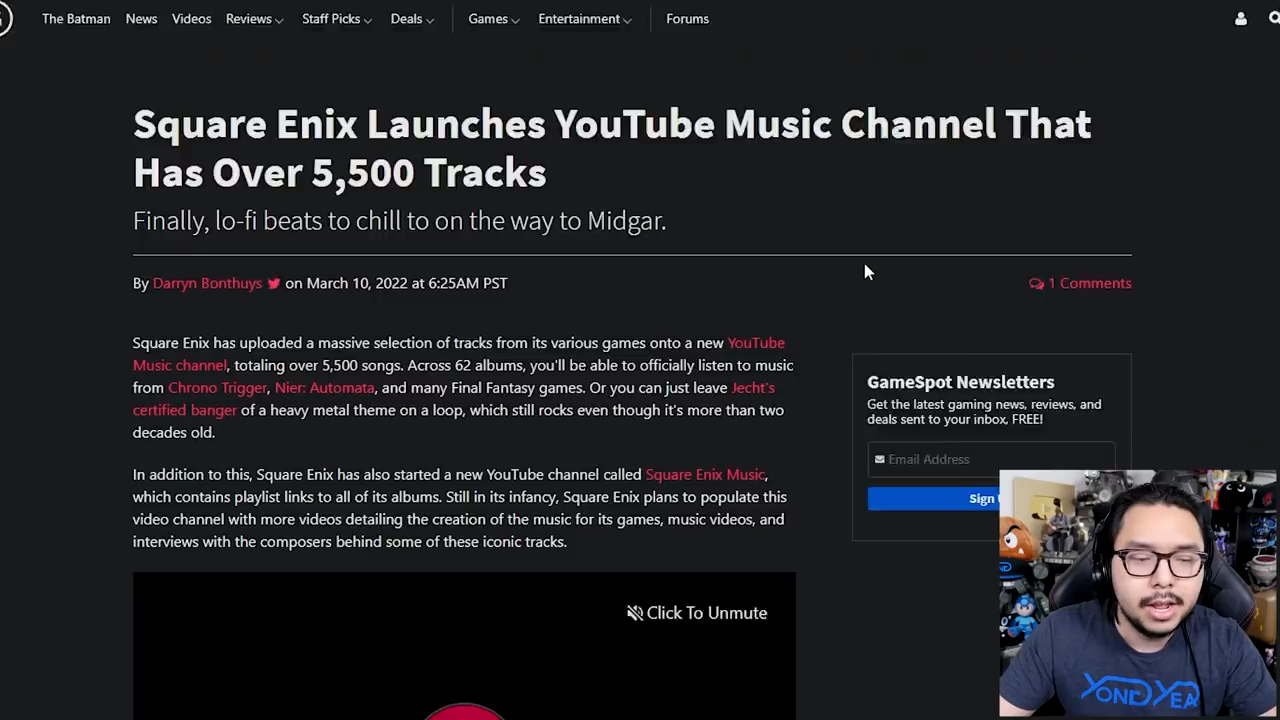 The Batman News Videos Reviews Staff Picks Deals Games Entertainment Forums
Square Enix Launches YouTube Music Channel That
Has Over 5,500 Tracks
Finally, lo-fi beats to chill to on the way to Midgar.
By Darryn Bonthuys on March 10, 2022 at 6:25AM PST
1 Comments
Square Enix has uploaded a massive selection of tracks from its various games onto a new YouTube
Music channel, totaling over 5,500 songs. Across 62 albums, you'll be able to officially listen to music
from Chrono Trigger, Nier: Automata, and many Final Fantasy games. Or you can just leave Jecht's
certified banger of a heavy metal theme on a loop, which still rocks even though it's more than two
decades old.
In addition to this, Square Enix has also started a new YouTube channel called Square Enix Music,
which contains playlist links to all of its albums. Still in its infancy, Square Enix plans to populate this
video channel with more videos detailing the creation of the music for its games, music videos, and
interviews with the composers behind some of these iconic tracks.
Click To Unmute
GameSpot Newsletters
Get the latest gaming news, reviews, and
deals sent to your inbox, FREE!
Email Address
Sign
YONGYEA